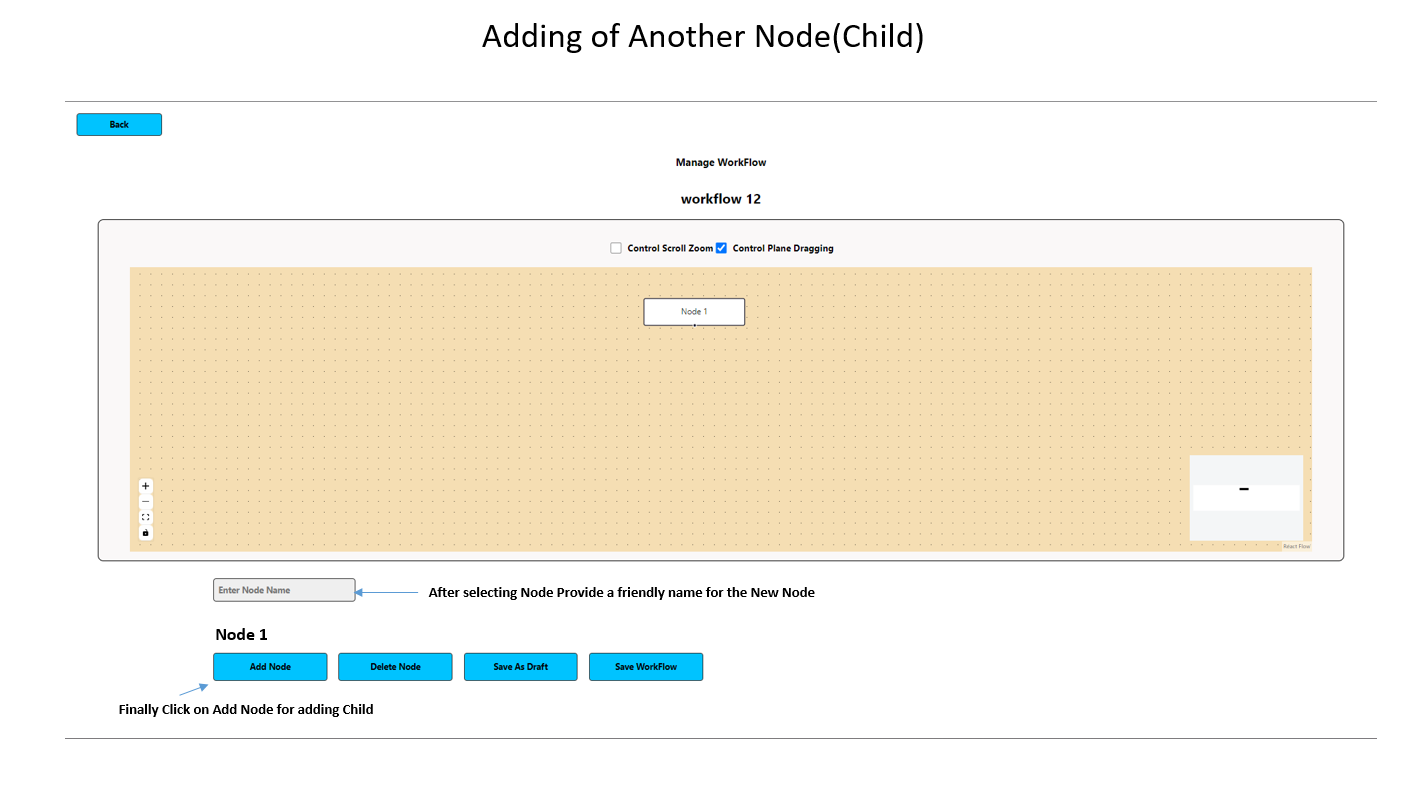 Adding of Another Node(Child)
Back
Manage WorkFlow
workflow 12
Control Scroll Zoom Control Plane Dragging
Node 1
React Flow
Enter Node Name
After selecting Node Provide a friendly name for the New Node
Node 1
Add Node Delete Node Save As Draft Save WorkFlow
Finally Click on Add Node for adding Child